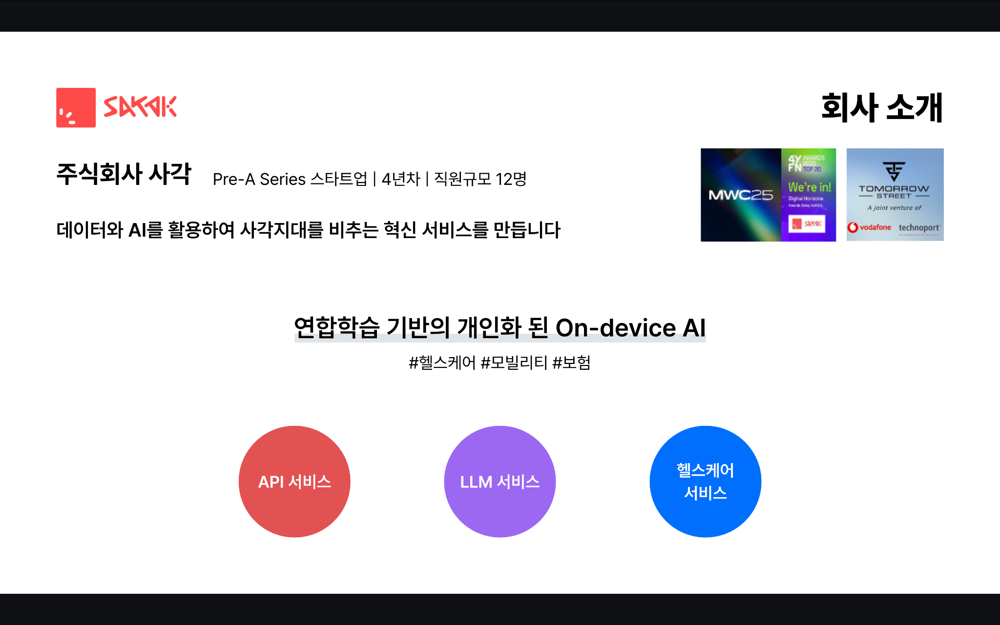 SAKAK
회사 소개
주식회사 사각
Pre-A Series 스타트업 | 4년차 | 직원규모 12명
데이터와 AI를 활용하여 사각지대를 비추는 혁신 서비스를 만듭니다
MWC25
4YFN AWARDS 2025 TOP 20
We're in!
Digital Horizons
Awards Zone, Hall 8.0
SAKAK
TOMORROW
STREET
A joint venture of
vodafone technoport
연합학습 기반의 개인화 된 On-device AI
#헬스케어 #모빌리티 #보험
API 서비스
LLM 서비스
헬스케어
서비스